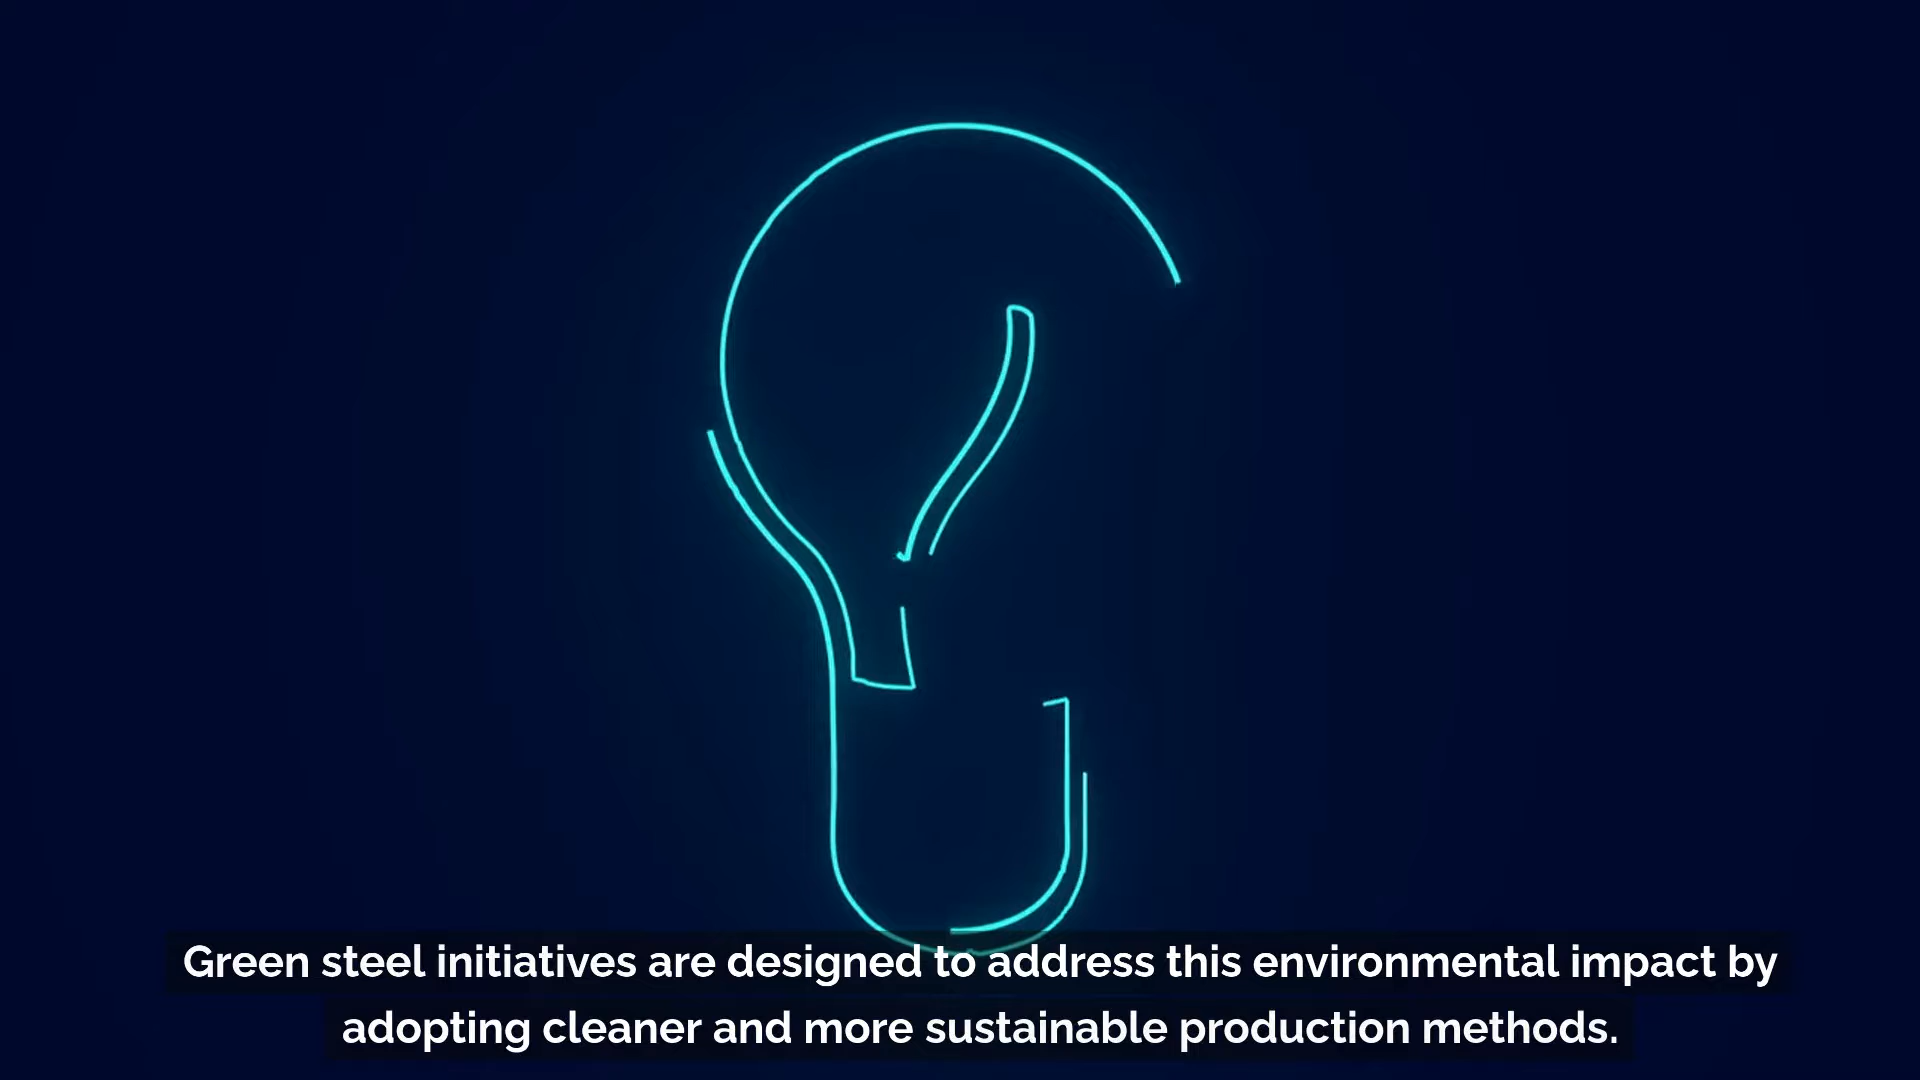 Green steel initiatives are designed to address this environmental impact by
adopting cleaner and more sustainable production methods.